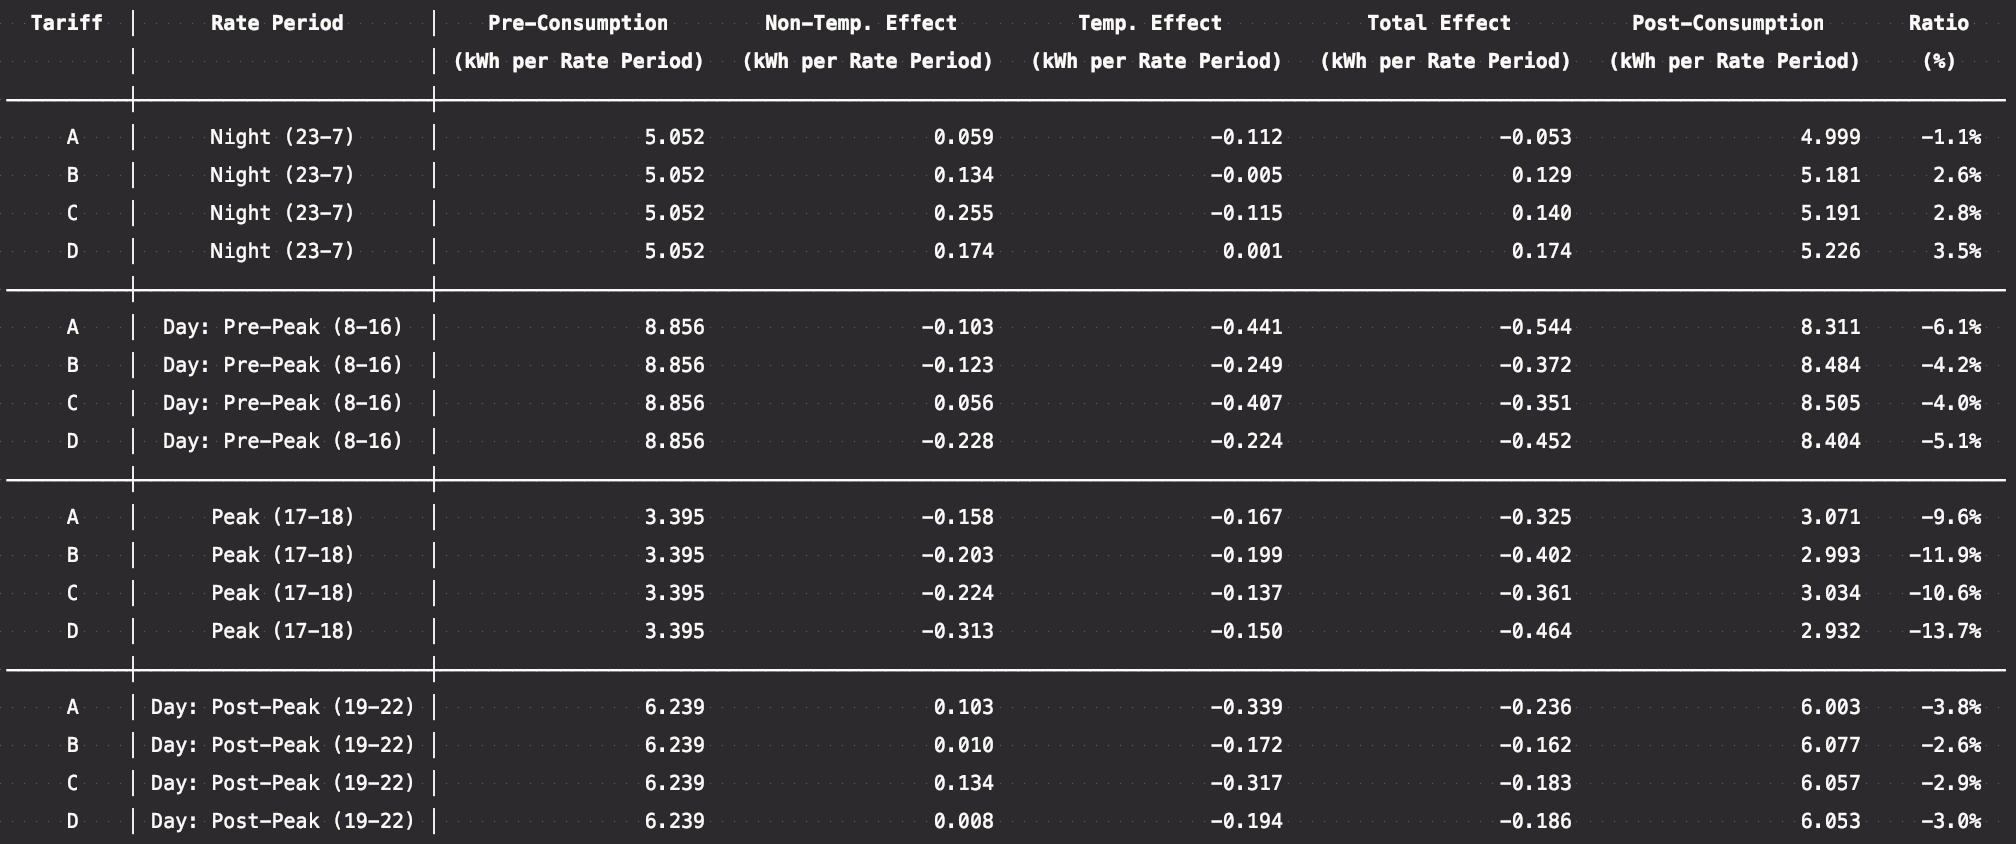 Tariff | Rate Period | Pre-Consumption Non-Temp. Effect Temp. Effect Total Effect Post-Consumption Ratio
(kWh per Rate Period) (kWh per Rate Period) (kWh per Rate Period) (kWh per Rate Period) (kWh per Rate Period) (%)
A | Night (23-7) | 5.052 0.059 -0.112 -0.053 4.999 -1.1%
B | Night (23-7) | 5.052 0.134 -0.005 0.129 5.181 2.6%
C | Night (23-7) | 5.052 0.255 -0.115 0.140 5.191 2.8%
D | Night (23-7) | 5.052 0.174 0.001 0.174 5.226 3.5%
A | Day: Pre-Peak (8-16) | 8.856 -0.103 -0.441 -0.544 8.311 -6.1%
B | Day: Pre-Peak (8-16) | 8.856 -0.123 -0.249 -0.372 8.484 -4.2%
C | Day: Pre-Peak (8-16) | 8.856 0.056 -0.407 -0.351 8.505 -4.0%
D | Day: Pre-Peak (8-16) | 8.856 -0.228 -0.224 -0.452 8.404 -5.1%
A | Peak (17-18) | 3.395 -0.158 -0.167 -0.325 3.071 -9.6%
B | Peak (17-18) | 3.395 -0.203 -0.199 -0.402 2.993 -11.9%
C | Peak (17-18) | 3.395 -0.224 -0.137 -0.361 3.034 -10.6%
D | Peak (17-18) | 3.395 -0.313 -0.150 -0.464 2.932 -13.7%
A | Day: Post-Peak (19-22) | 6.239 0.103 -0.339 -0.236 6.003 -3.8%
B | Day: Post-Peak (19-22) | 6.239 0.010 -0.172 -0.162 6.077 -2.6%
C | Day: Post-Peak (19-22) | 6.239 0.134 -0.317 -0.183 6.057 -2.9%
D | Day: Post-Peak (19-22) | 6.239 0.008 -0.194 -0.186 6.053 -3.0%